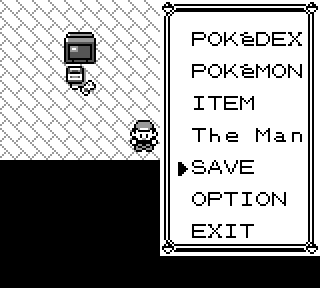 POKéDEX
POKéMON
ITEM
The Man
SAVE
OPTION
EXIT